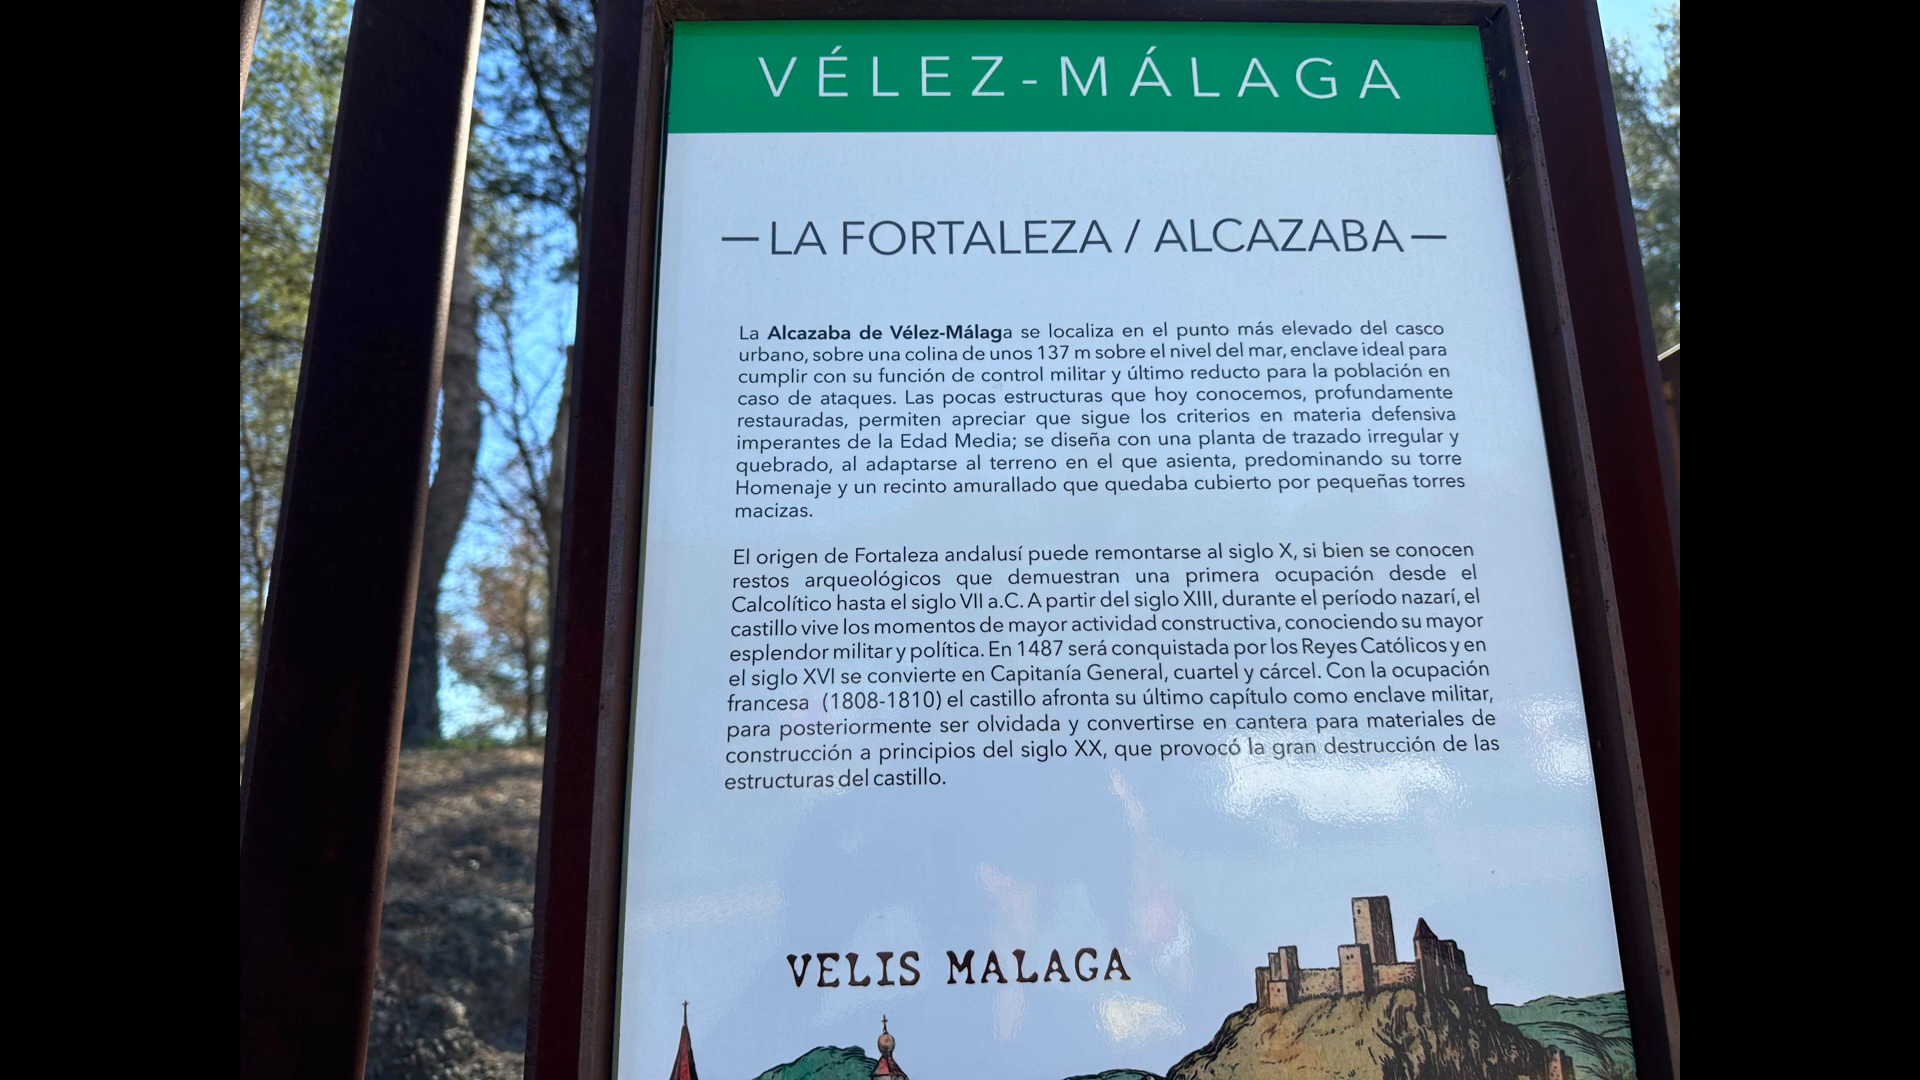 VÉLEZ-MÁLAGA
—LA FORTALEZA / ALCAZABA—
La Alcazaba de Vélez-Málaga se localiza en el punto más elevado del casco
urbano, sobre una colina de unos 137 m sobre el nivel del mar, enclave ideal para
cumplir con su función de control militar y último reducto para la población en
caso de ataques. Las pocas estructuras que hoy conocemos, profundamente
restauradas, permiten apreciar que sigue los criterios en materia defensiva
imperantes de la Edad Media; se diseña con una planta de trazado irregular y
quebrado, al adaptarse al terreno en el que asienta, predominando su torre
Homenaje y un recinto amurallado que quedaba cubierto por pequeñas torres
macizas.
El origen de Fortaleza andalusí puede remontarse al siglo X, si bien se conocen
restos arqueológicos que demuestran una primera ocupación desde el
Calcolítico hasta el siglo VII a.C. A partir del siglo XIII, durante el período nazarí, el
castillo vive los momentos de mayor actividad constructiva, conociendo su mayor
esplendor militar y política. En 1487 será conquistada por los Reyes Católicos y en
el siglo XVI se convierte en Capitanía General, cuartel y cárcel. Con la ocupación
francesa (1808-1810) el castillo afronta su último capítulo como enclave militar,
para posteriormente ser olvidada y convertirse en cantera para materiales de
construcción a principios del siglo XX, que provocó la gran destrucción de las
estructuras del castillo.
VELIS MALAGA